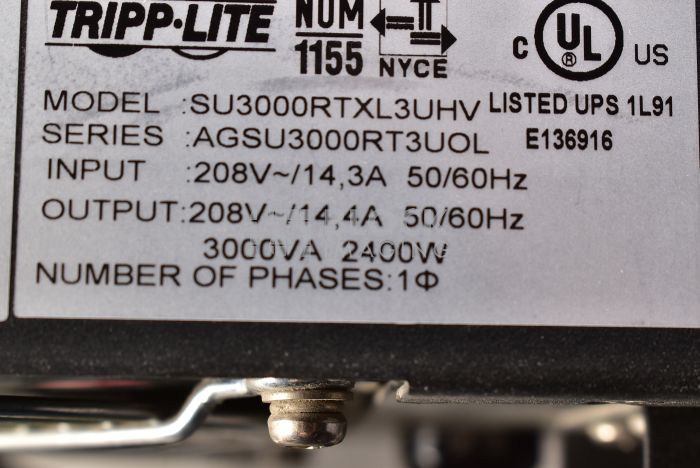 TRIPP·LITE
NOM
1155
NYCE
C UL ® US
MODEL :SU3000RTXL3UHV
LISTED UPS 1L91
SERIES :AGSU3000RT3UOL
E136916
INPUT :208V~/14,3A 50/60Hz
OUTPUT:208V~/14,4A 50/60Hz
3000VA 2400W
NUMBER OF PHASES:1Φ